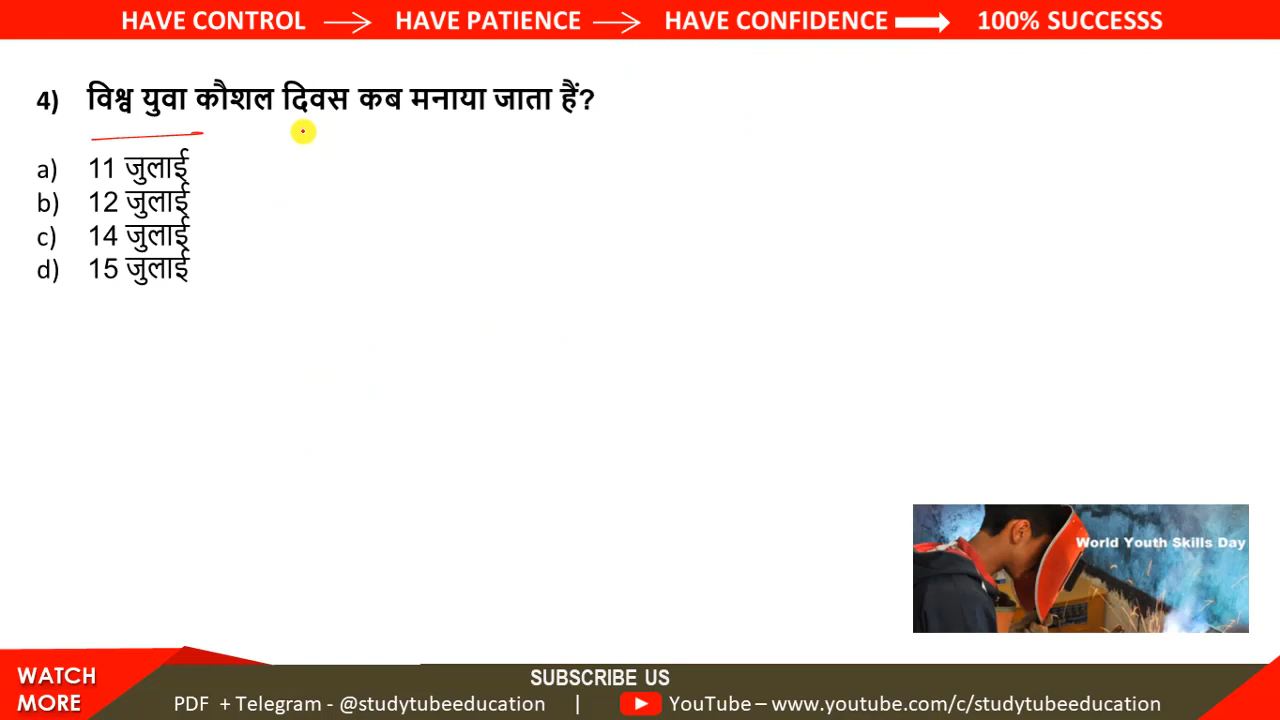 HAVE CONTROL → HAVE PATIENCE → HAVE CONFIDENCE → 100% SUCCESSS
4) विश्व युवा कौशल दिवस कब मनाया जाता हैं?
a) 11 जुलाई
b) 12 जुलाई
c) 14 जुलाई
d) 15 जुलाई
World Youth Skills Day
WATCH MORE
SUBSCRIBE US
PDF + Telegram - @studytubeeducation | YouTube – www.youtube.com/c/studytubeeducation